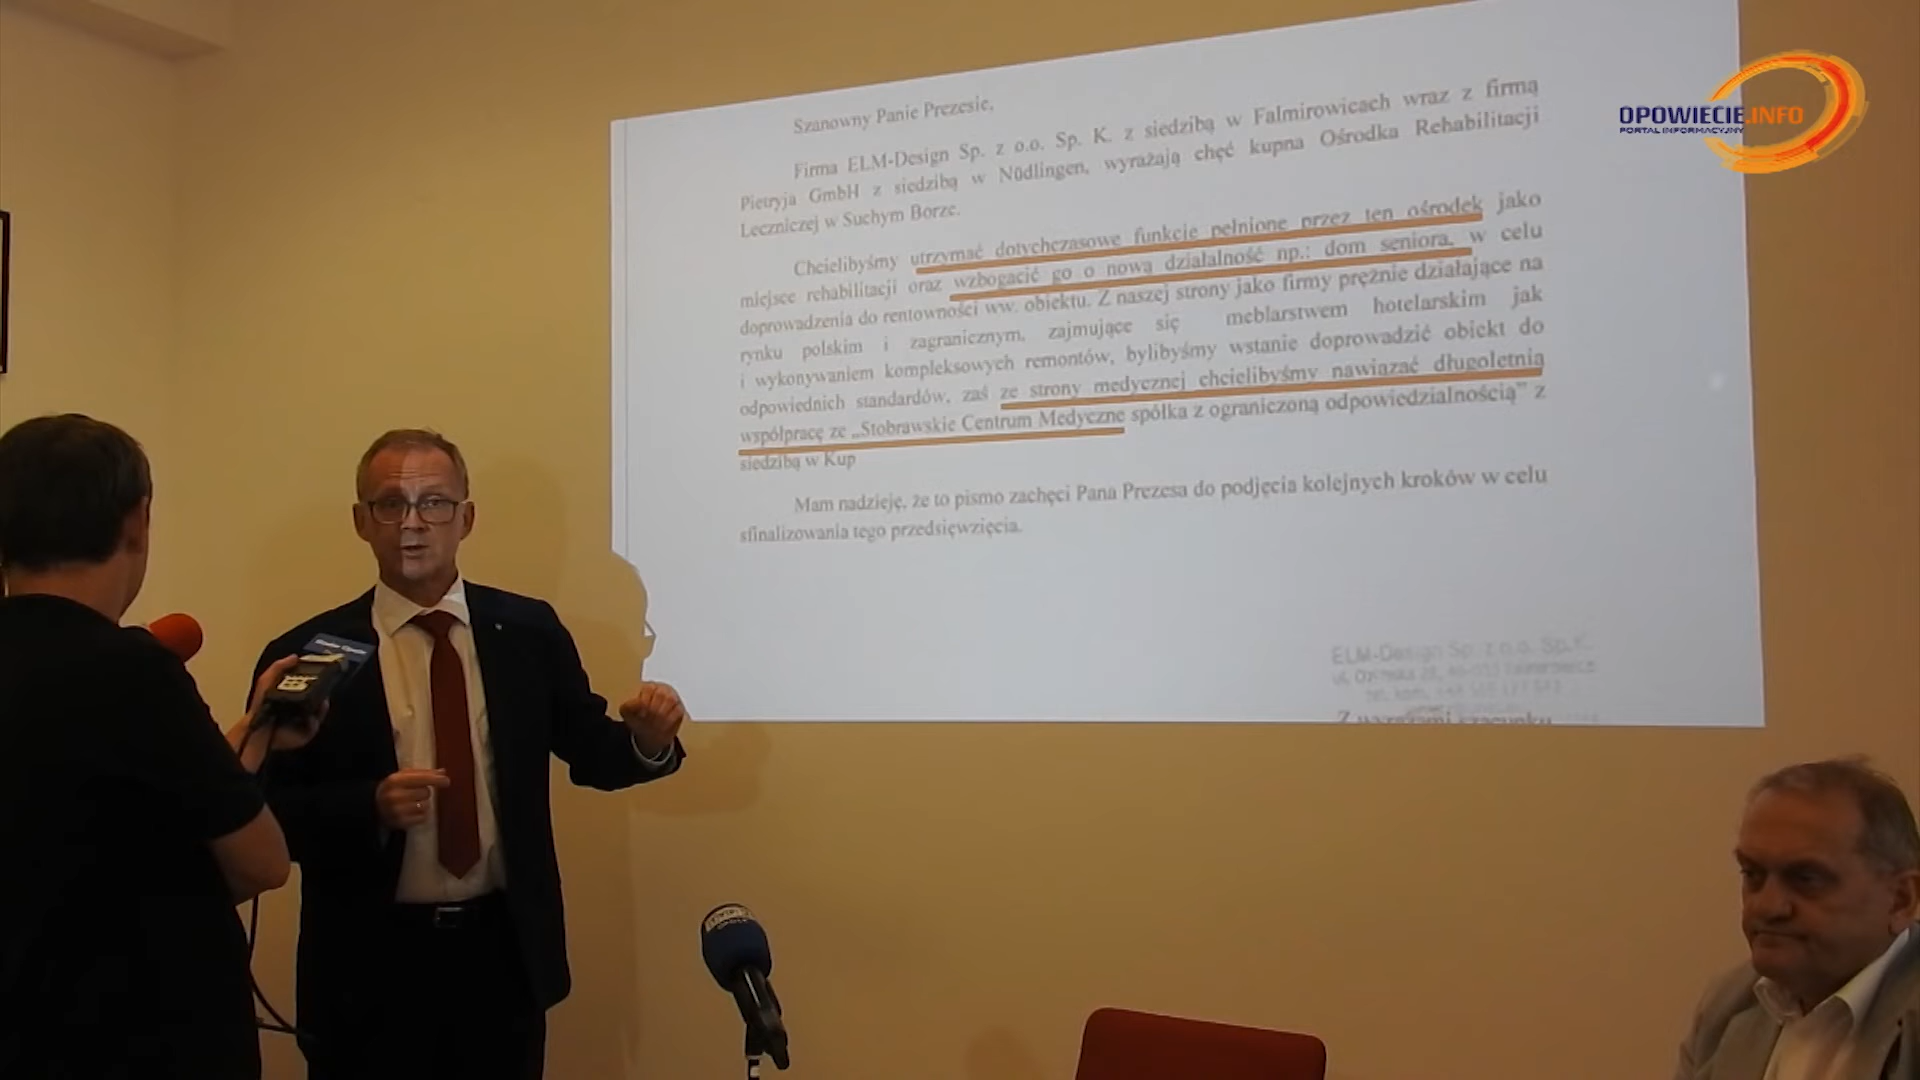 OPOWIECIE.INFO
PORTAL INFORMACYJNY
Szanowny Panie Prezesie,
Firma ELM-Design Sp. z o.o. Sp. K. z siedzibą w Falmirowicach wraz z firmą
Pietryja GmbH z siedzibą w Nüdlingen, wyrażają chęć kupna Ośrodka Rehabilitacji
Leczniczej w Suchym Borze.
Chcielibyśmy utrzymać dotychczasowe funkcje pełnione przez ten ośrodek jako
miejsce rehabilitacji oraz wzbogacić go o nową działalność np.: dom seniora, w celu
doprowadzenia do rentowności ww. obiektu. Z naszej strony jako firmy prężnie działające na
rynku polskim i zagranicznym, zajmujące się meblarstwem hotelarskim jak
i wykonywaniem kompleksowych remontów, bylibyśmy wstanie doprowadzić obiekt do
odpowiednich standardów, zaś ze strony medycznej chcielibyśmy nawiązać długoletnią
współpracę ze „Stobrawskie Centrum Medyczne spółka z ograniczoną odpowiedzialnością" z
siedzibą w Kup
Mam nadzieję, że to pismo zachęci Pana Prezesa do podjęcia kolejnych kroków w celu
sfinalizowania tego przedsięwzięcia.
ELM-Design Sp. z o.o. Sp.K.
Z wyrazami szacunku